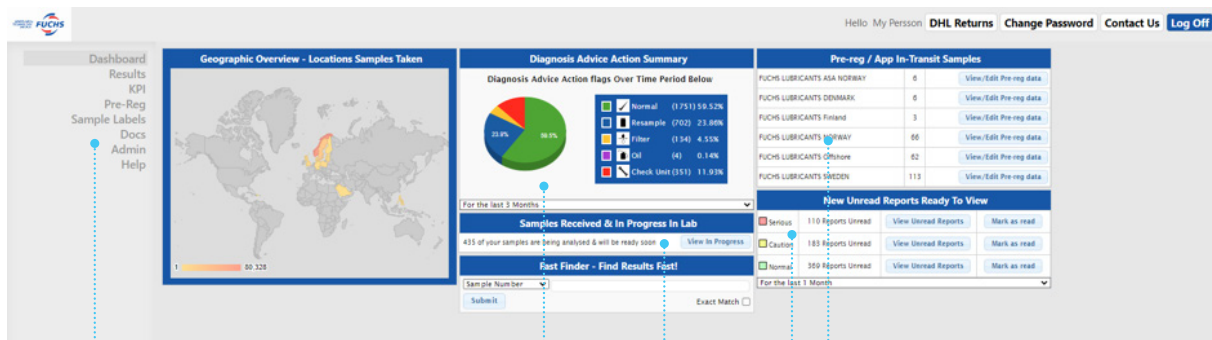 FUCHS
Hello My Persson DHL Returns Change Password Contact Us Log Off
Dashboard
Results
KPI
Pre-Reg
Sample Labels
Docs
Admin
Help
Geographic Overview - Locations Samples Taken
1 80.328
Diagnosis Advice Action Summary
Diagnosis Advice Action flags Over Time Period Below
23.8% 59.5%
Normal (1751) 59.52%
Resample (702) 23.86%
Filter (134) 4.55%
Oil (4) 0.14%
Check Unit (351) 11.93%
For the last 3 Months
Samples Received & In Progress In Lab
435 of your samples are being analysed & will be ready soon View In Progress
Fast Finder - Find Results Fast!
Sample Number
Submit Exact Match
Pre-reg / App In-Transit Samples
FUCHS LUBRICANTS ASA NORWAY 6 View/Edit Pre-reg data
FUCHS LUBRICANTS DENMARK 6 View/Edit Pre-reg data
FUCHS LUBRICANTS Finland 3 View/Edit Pre-reg data
FUCHS LUBRICANTS NORWAY 66 View/Edit Pre-reg data
FUCHS LUBRICANTS Offshore 62 View/Edit Pre-reg data
FUCHS LUBRICANTS SWEDEN 113 View/Edit Pre-reg data
New Unread Reports Ready To View
Serious 110 Reports Unread View Unread Reports Mark as read
Caution 185 Reports Unread View Unread Reports Mark as read
Normal 369 Reports Unread View Unread Reports Mark as read
For the last 1 Month